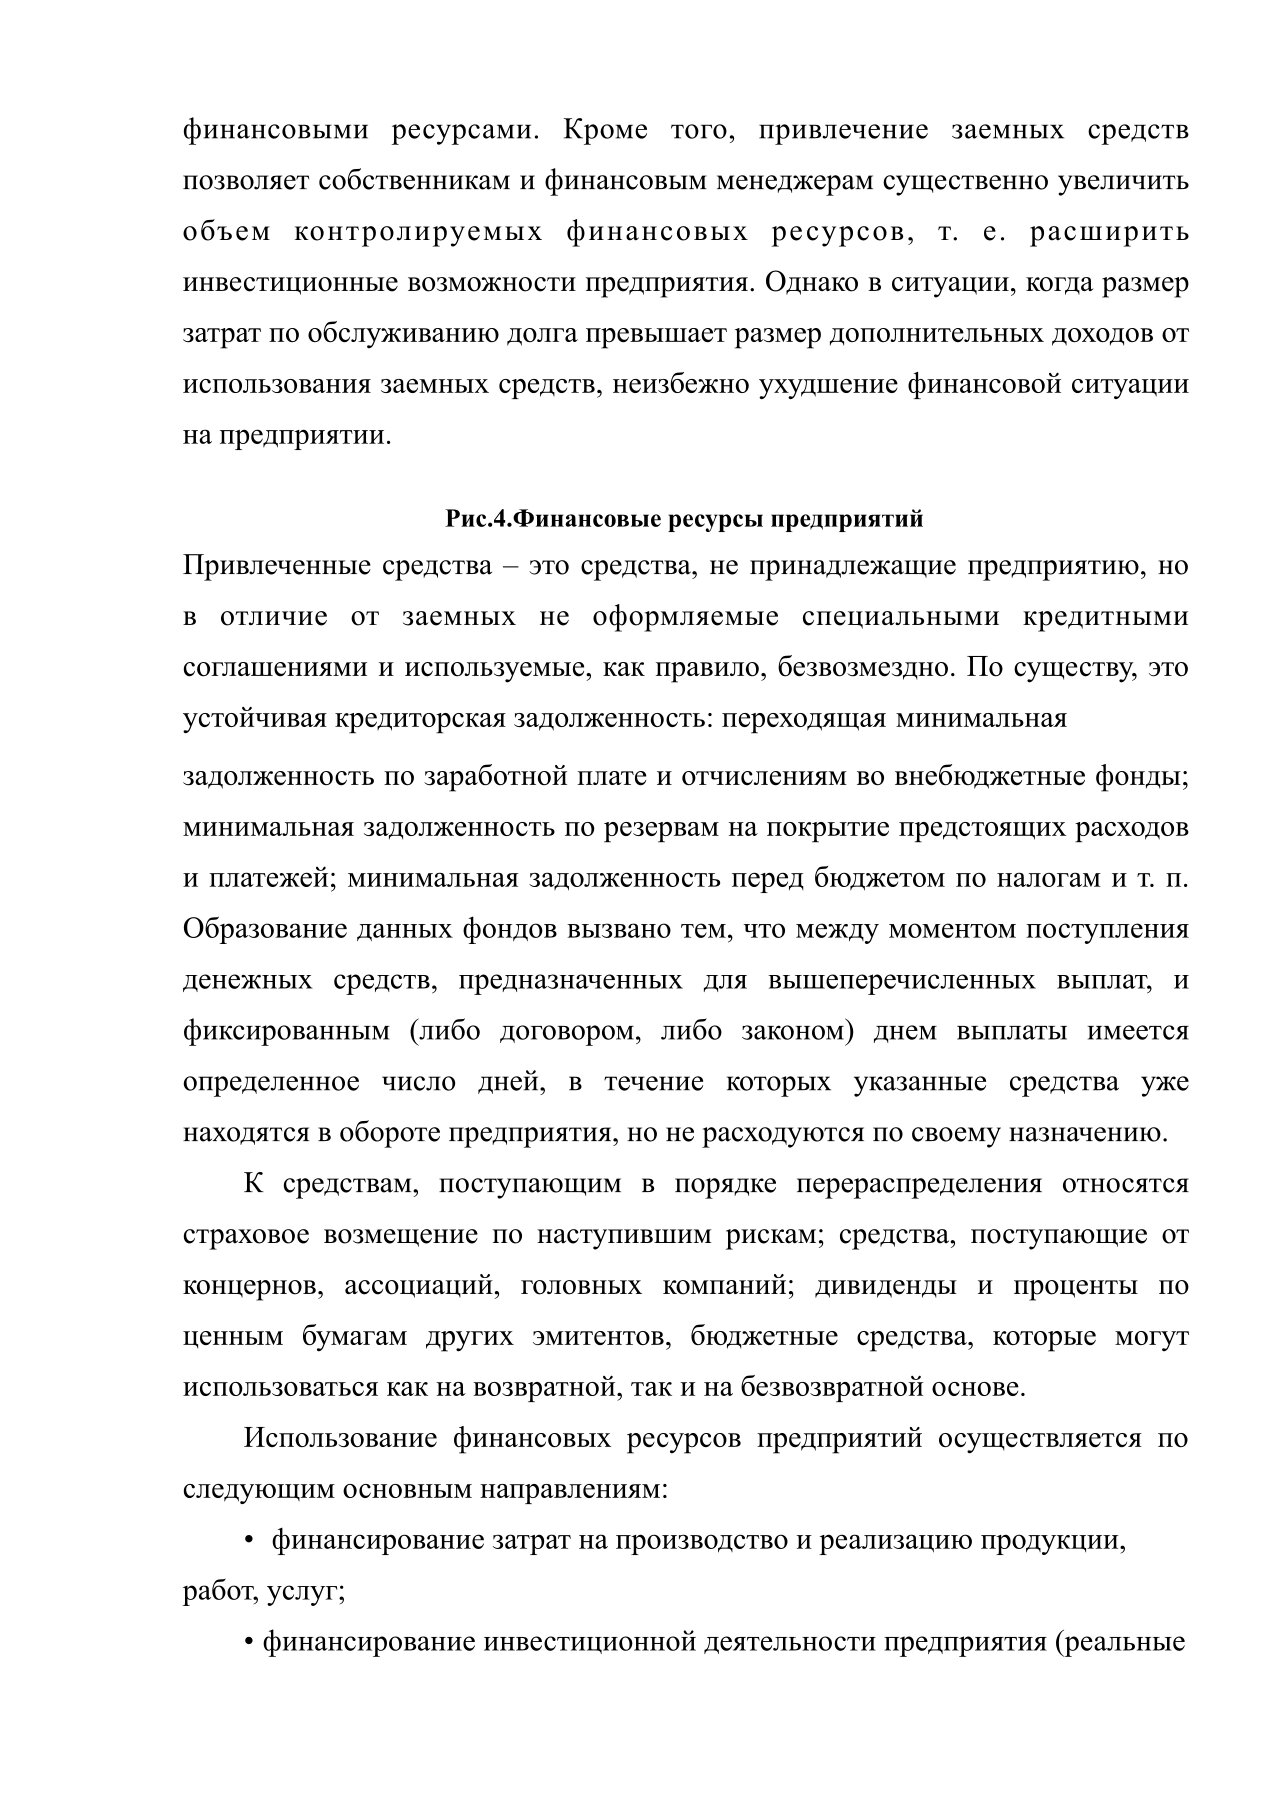 финансовыми ресурсами. Кроме того, привлечение заемных средств
позволяет собственникам и финансовым менеджерам существенно увеличить
объем контролируемых финансовых ресурсов, т. е. расширить
инвестиционные возможности предприятия. Однако в ситуации, когда размер
затрат по обслуживанию долга превышает размер дополнительных доходов от
использования заемных средств, неизбежно ухудшение финансовой ситуации
на предприятии.
Рис.4.Финансовые ресурсы предприятий
Привлеченные средства – это средства, не принадлежащие предприятию, но
в отличие от заемных не оформляемые специальными кредитными
соглашениями и используемые, как правило, безвозмездно. По существу, это
устойчивая кредиторская задолженность: переходящая минимальная
задолженность по заработной плате и отчислениям во внебюджетные фонды;
минимальная задолженность по резервам на покрытие предстоящих расходов
и платежей; минимальная задолженность перед бюджетом по налогам и т. п.
Образование данных фондов вызвано тем, что между моментом поступления
денежных средств, предназначенных для вышеперечисленных выплат, и
фиксированным (либо договором, либо законом) днем выплаты имеется
определенное число дней, в течение которых указанные средства уже
находятся в обороте предприятия, но не расходуются по своему назначению.
К средствам, поступающим в порядке перераспределения относятся
страховое возмещение по наступившим рискам; средства, поступающие от
концернов, ассоциаций, головных компаний; дивиденды и проценты по
ценным бумагам других эмитентов, бюджетные средства, которые могут
использоваться как на возвратной, так и на безвозвратной основе.
Использование финансовых ресурсов предприятий осуществляется по
следующим основным направлениям:
• финансирование затрат на производство и реализацию продукции,
работ, услуг;
• финансирование инвестиционной деятельности предприятия (реальные